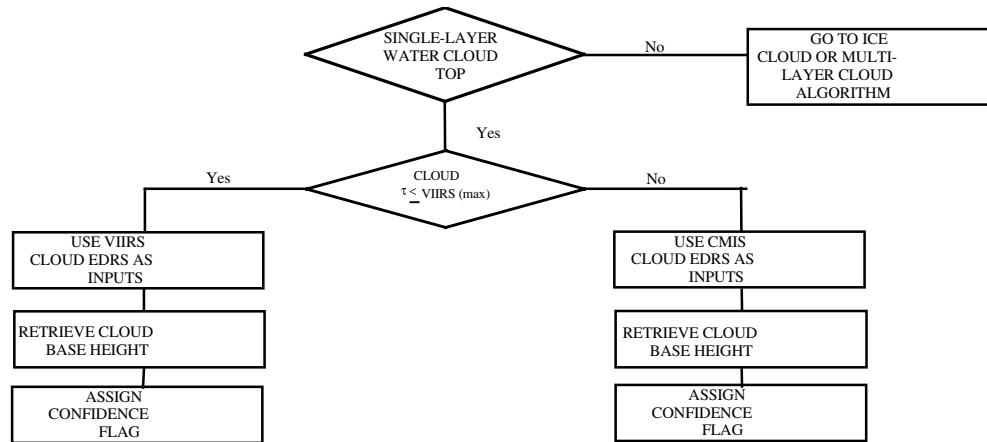 SINGLE-LAYER
WATER CLOUD
TOP
No
GO TO ICE
CLOUD OR MULTI-
LAYER CLOUD
ALGORITHM
Yes
CLOUD
τ ≤ VIIRS (max)
Yes
No
USE VIIRS
CLOUD EDRS AS
INPUTS
USE CMIS
CLOUD EDRS AS
INPUTS
RETRIEVE CLOUD
BASE HEIGHT
RETRIEVE CLOUD
BASE HEIGHT
ASSIGN
CONFIDENCE
FLAG
ASSIGN
CONFIDENCE
FLAG